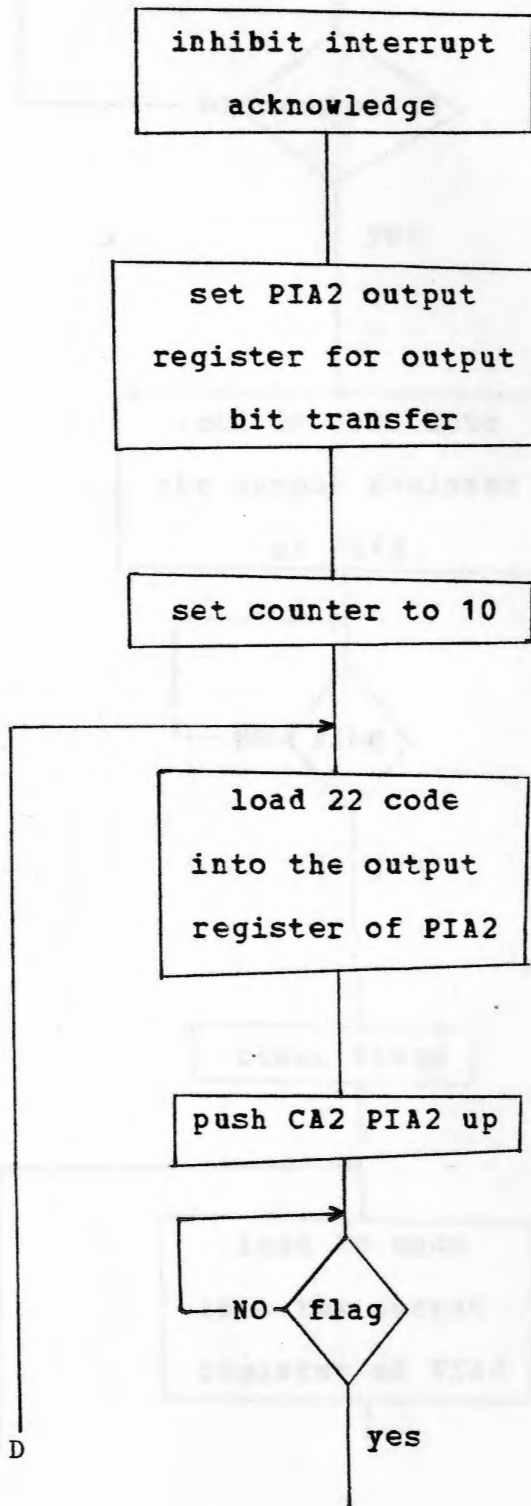 inhibit interrupt
acknowledge
set PIA2 output
register for output
bit transfer
set counter to 10
load 22 code
into the output
register of PIA2
push CA2 PIA2 up
NO flag
yes
D